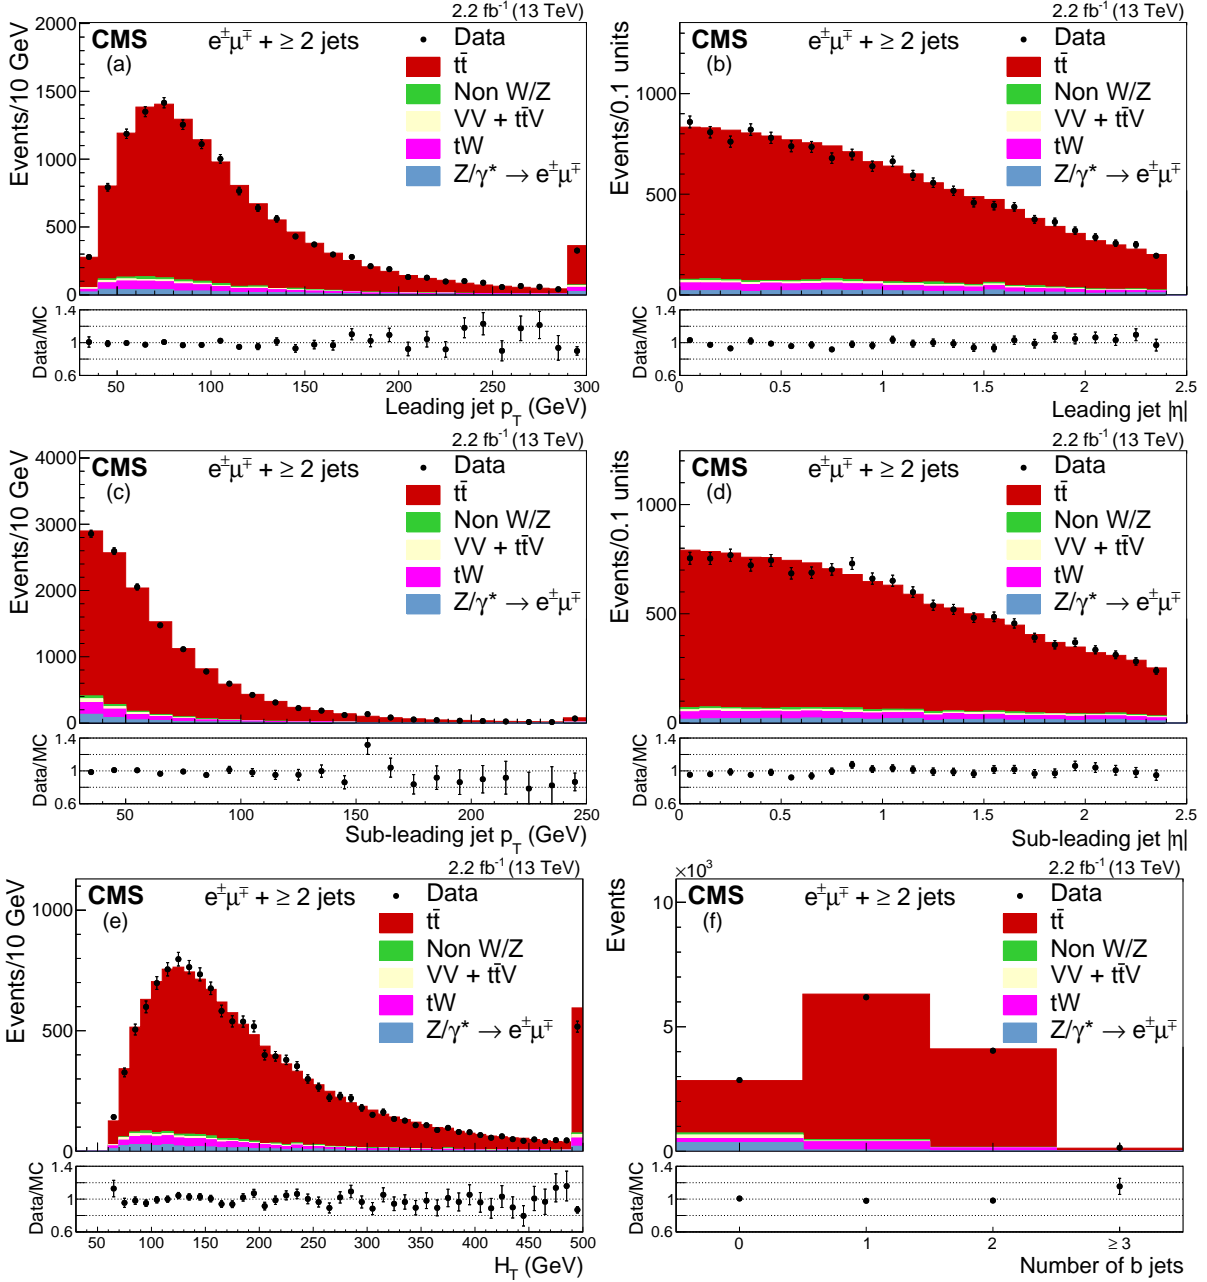 2.2 fb⁻¹ (13 TeV)
CMS e±μ∓ + ≥ 2 jets
(a)
Data
tt̄
Non W/Z
VV + tt̄V
tW
Z/γ* → e±μ∓
Events/10 GeV
2000
1500
1000
500
0
Data/MC
1.4
1
0.6
50 100 150 200 250 300
Leading jet p_T (GeV)
2.2 fb⁻¹ (13 TeV)
CMS e±μ∓ + ≥ 2 jets
(b)
Data
tt̄
Non W/Z
VV + tt̄V
tW
Z/γ* → e±μ∓
Events/0.1 units
1000
500
0
Data/MC
1.4
1
0.6
0 0.5 1 1.5 2 2.5
Leading jet |η|
2.2 fb⁻¹ (13 TeV)
CMS e±μ∓ + ≥ 2 jets
(c)
Data
tt̄
Non W/Z
VV + tt̄V
tW
Z/γ* → e±μ∓
Events/10 GeV
4000
3000
2000
1000
0
Data/MC
1.4
1
0.6
50 100 150 200 250
Sub-leading jet p_T (GeV)
2.2 fb⁻¹ (13 TeV)
CMS e±μ∓ + ≥ 2 jets
(d)
Data
tt̄
Non W/Z
VV + tt̄V
tW
Z/γ* → e±μ∓
Events/0.1 units
1000
500
0
Data/MC
1.4
1
0.6
0 0.5 1 1.5 2 2.5
Sub-leading jet |η|
2.2 fb⁻¹ (13 TeV)
CMS e±μ∓ + ≥ 2 jets
(e)
Data
tt̄
Non W/Z
VV + tt̄V
tW
Z/γ* → e±μ∓
Events/10 GeV
1000
500
0
Data/MC
1.4
1
0.6
50 100 150 200 250 300 350 400 450 500
H_T (GeV)
×10³
2.2 fb⁻¹ (13 TeV)
CMS e±μ∓ + ≥ 2 jets
(f)
Data
tt̄
Non W/Z
VV + tt̄V
tW
Z/γ* → e±μ∓
Events
10
5
0
Data/MC
1.4
1
0.6
0 1 2 ≥ 3
Number of b jets